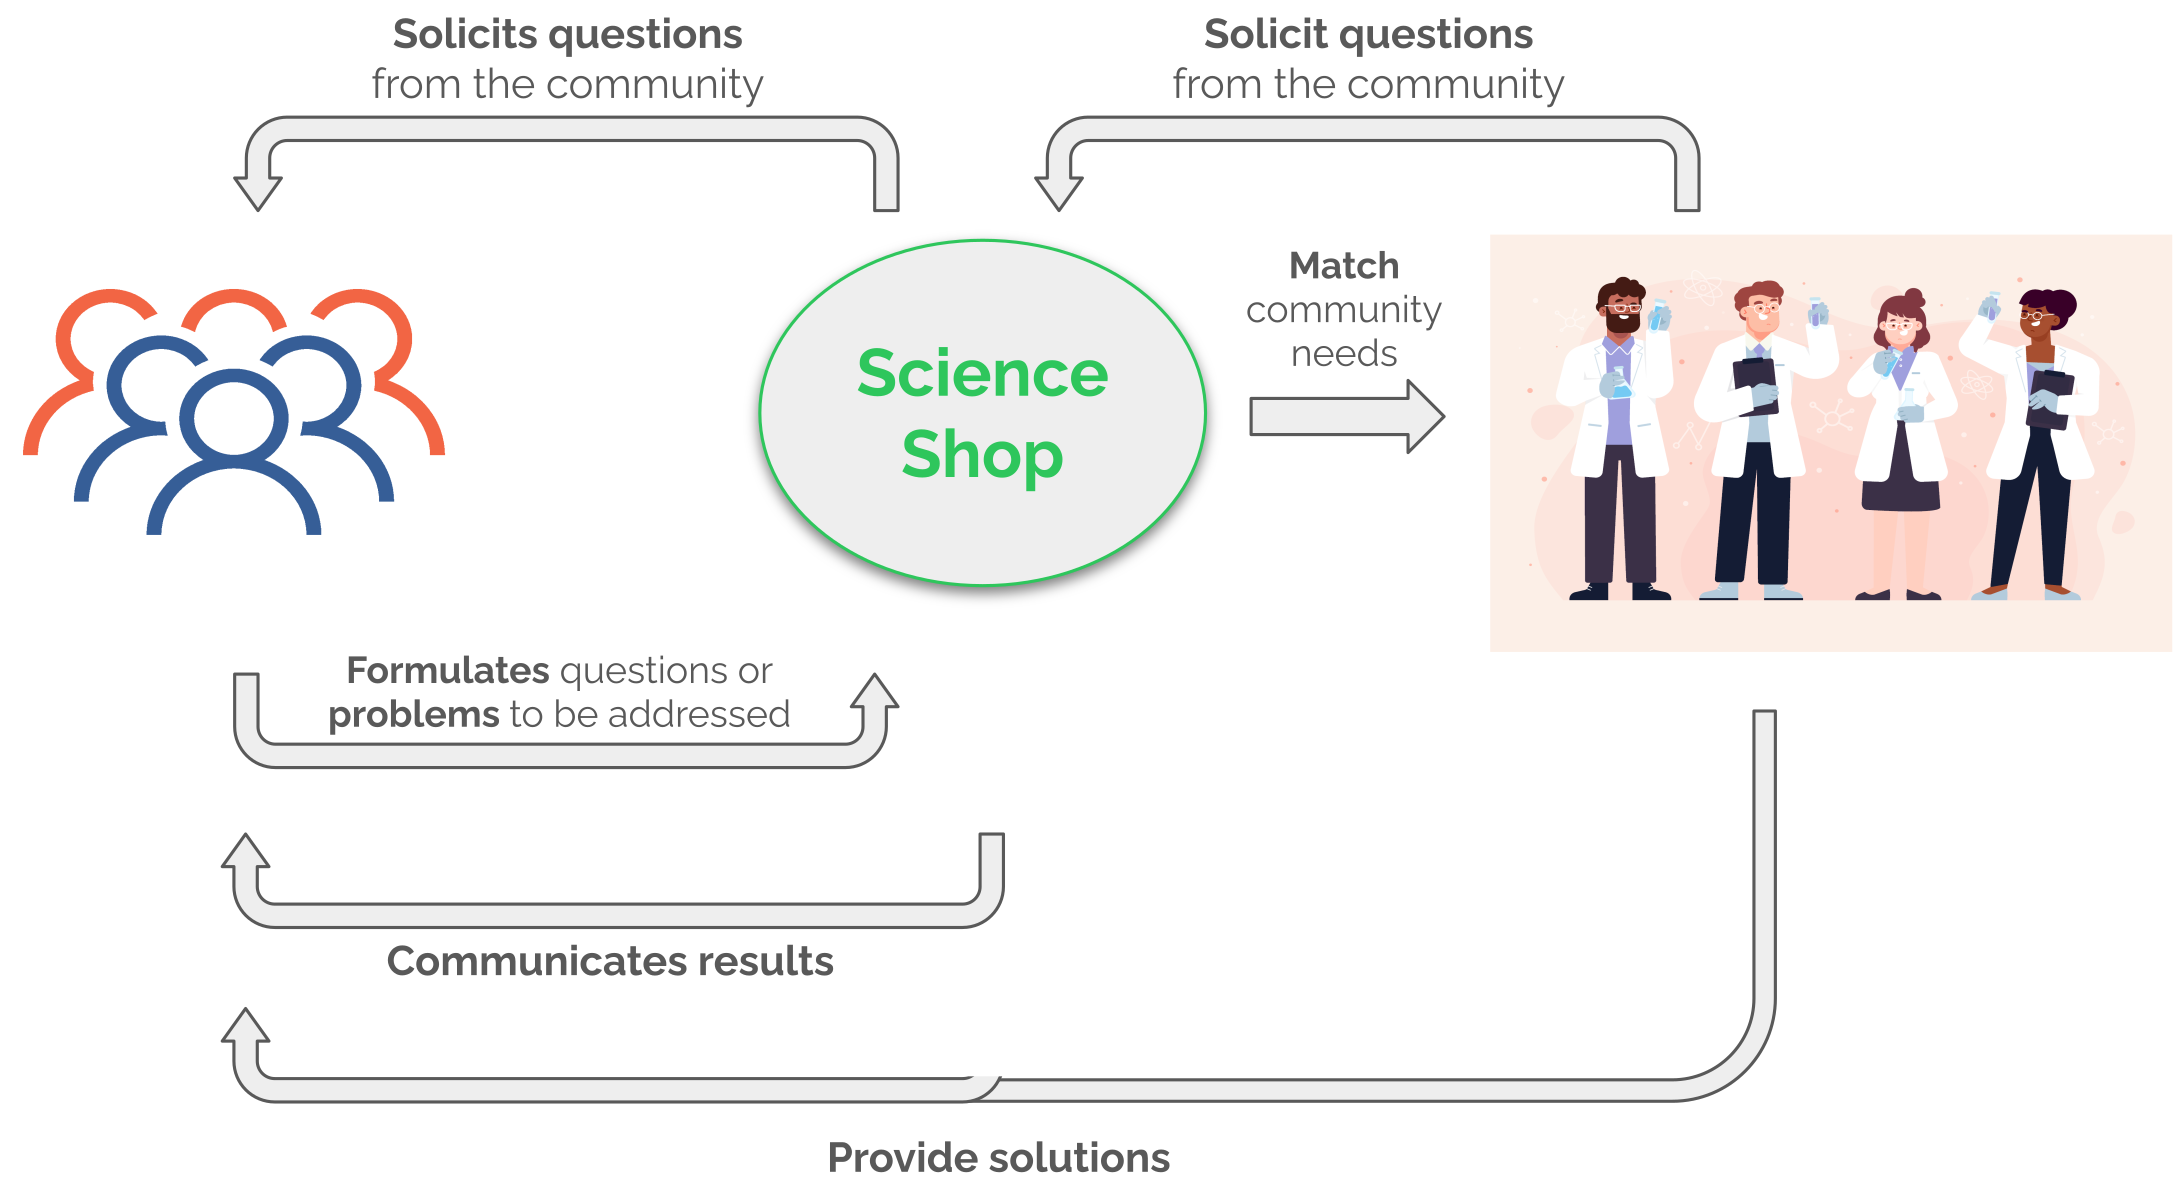 Solicits questions
from the community
Solicit questions
from the community
Match
community
needs
Science
Shop
Formulates questions or
problems to be addressed
Communicates results
Provide solutions